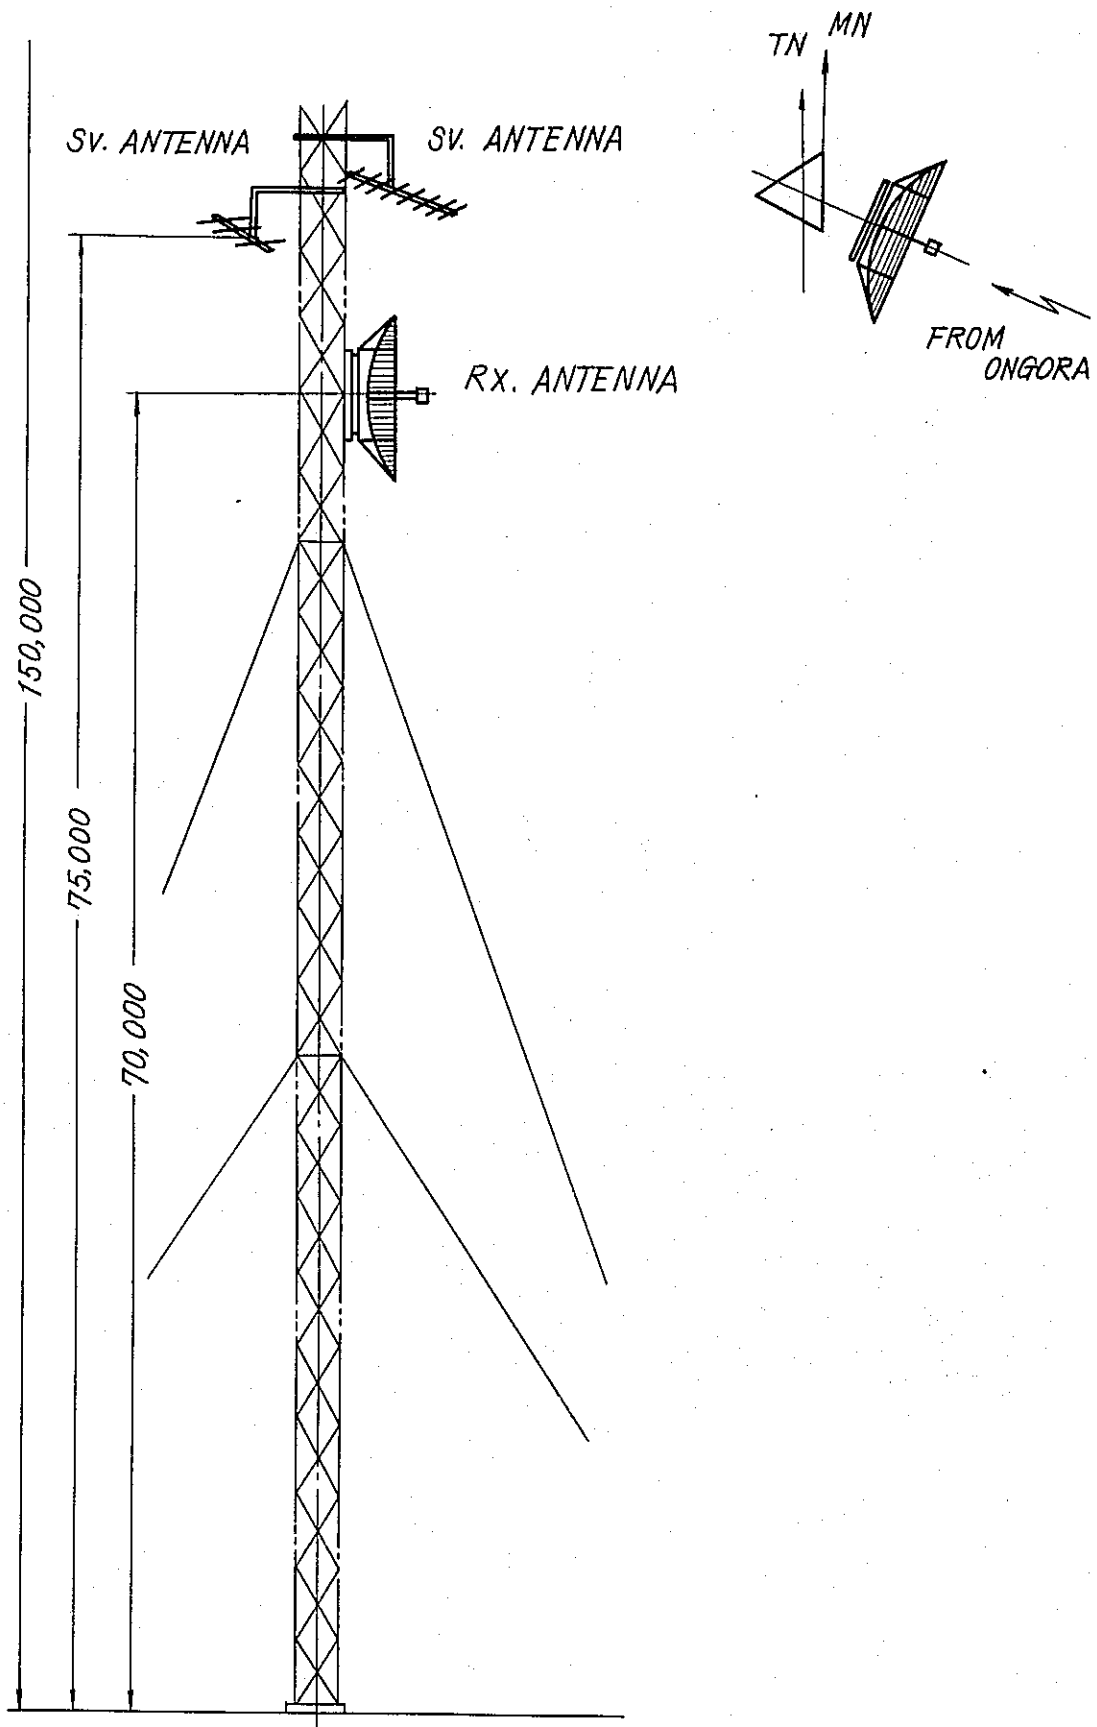 TN MN
SV. ANTENNA SV. ANTENNA
FROM
ONGORA
RX. ANTENNA
150,000
75,000
70,000